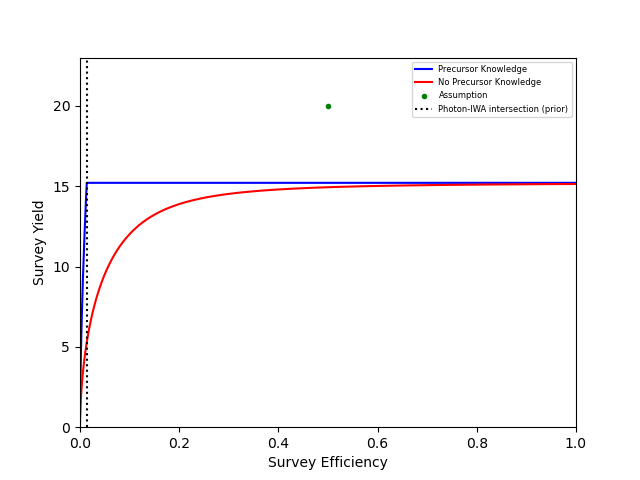 Precursor Knowledge
No Precursor Knowledge
Assumption
Photon-IWA intersection (prior)
20
15
10
5
0
Survey Yield
0.0 0.2 0.4 0.6 0.8 1.0
Survey Efficiency